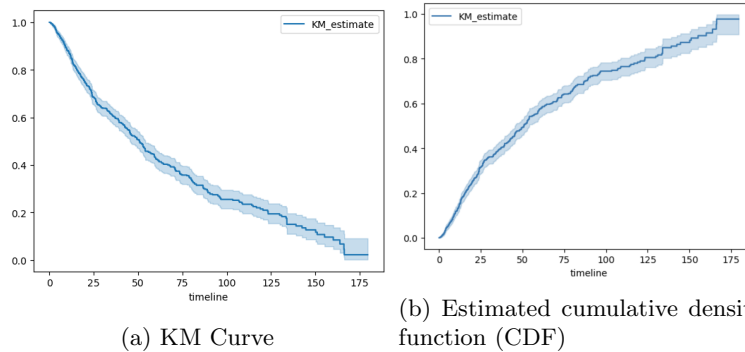 KM_estimate
1.0
0.8
0.6
0.4
0.2
0.0
0 25 50 75 100 125 150 175
timeline
(a) KM Curve
KM_estimate
1.0
0.8
0.6
0.4
0.2
0.0
0 25 50 75 100 125 150 175
timeline
(b) Estimated cumulative densit
function (CDF)